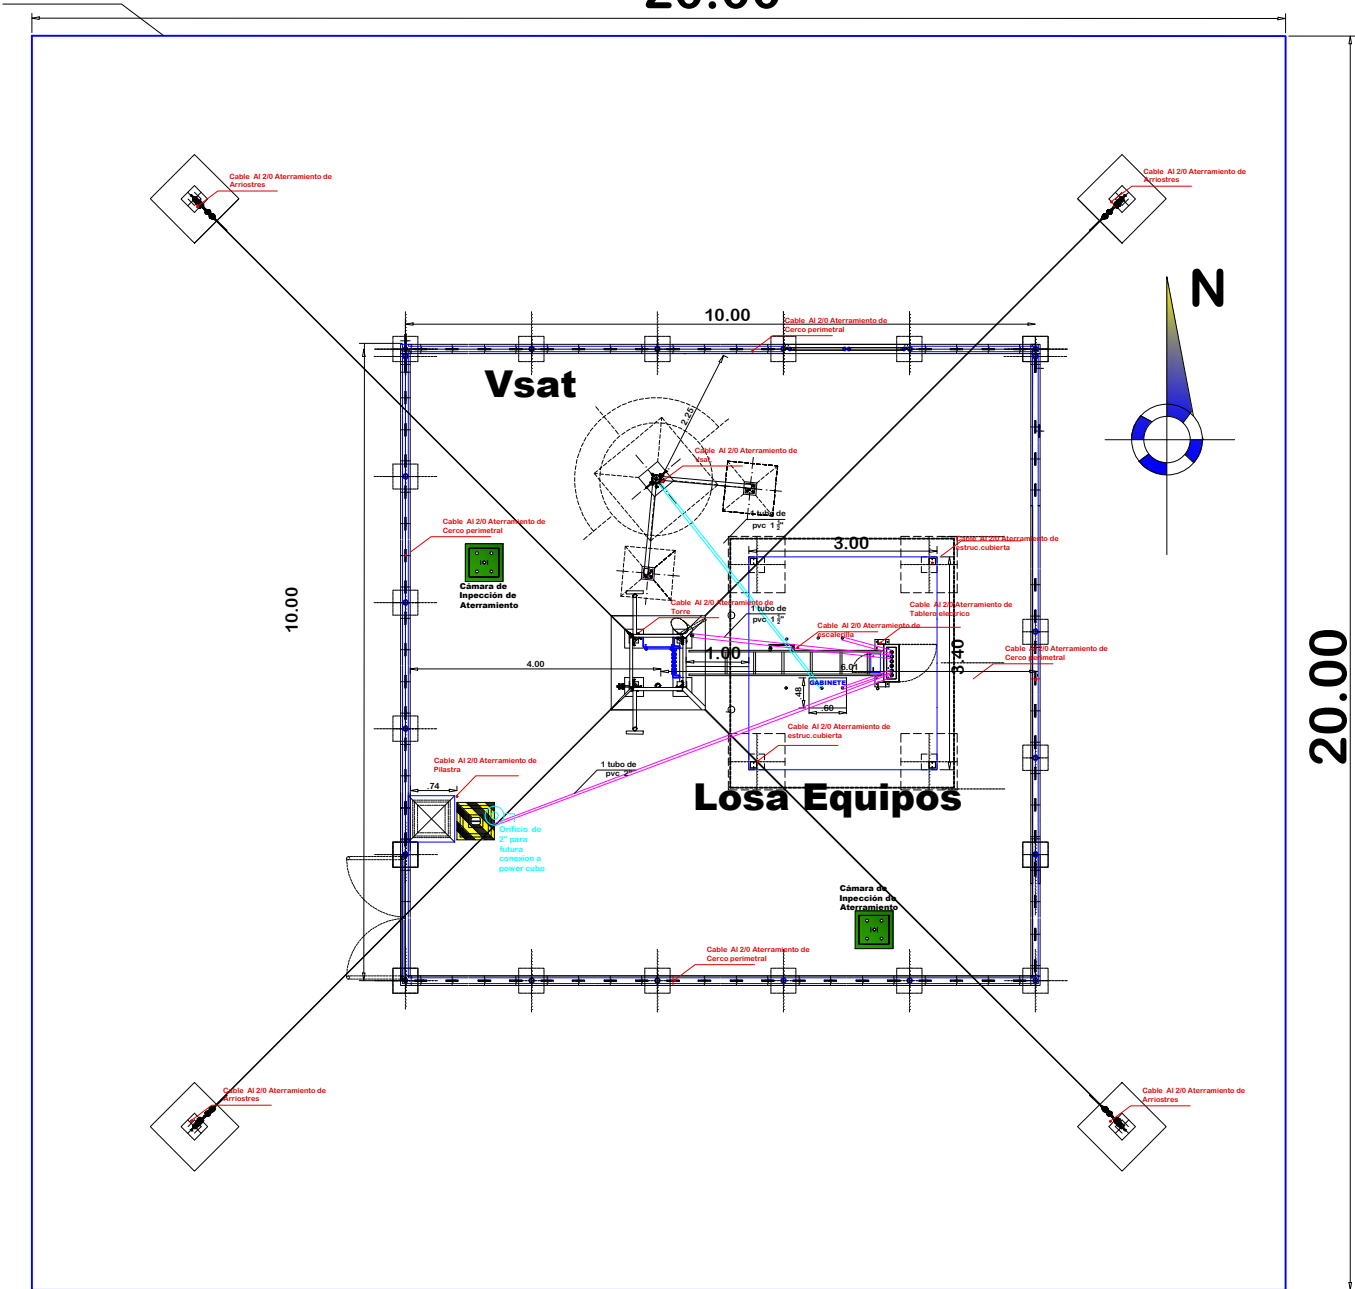 20.00
Cable Al 2/0 Aterramiento de
Arriostres
Cable Al 2/0 Aterramiento de
Arriostres
N
10.00
Cable Al 2/0 Aterramiento de
Cerco perimetral
Vsat
2.25
Cable Al 2/0 Aterramiento de
Vsat
1 tubo de
pvc 1 ½"
Cable Al 2/0 Aterramiento de
Cerco perimetral
3.00
Cable Al 2/0 Aterramiento de
estruc.cubierta
Cámara de
Inpección de
Aterramiento
10.00
Cable Al 2/0 Aterramiento de
Torre
1 tubo de
pvc 1 ½"
Cable Al 2/0 Aterramiento de
Tablero electrico
Cable Al 2/0 Aterramiento de
escalerilla
Cable Al 2/0 Aterramiento de
Cerco perimetral
4.00
1.00
6.01
3.40
GABINETE
.48
.60
20.00
Cable Al 2/0 Aterramiento de
estruc.cubierta
Cable Al 2/0 Aterramiento de
Pilastra
1 tubo de
pvc 2"
.74
Losa Equipos
Orificio de
2" para
futura
conexion a
power cubo
Cámara de
Inpección de
Aterramiento
Cable Al 2/0 Aterramiento de
Cerco perimetral
Cable Al 2/0 Aterramiento de
Arriostres
Cable Al 2/0 Aterramiento de
Arriostres